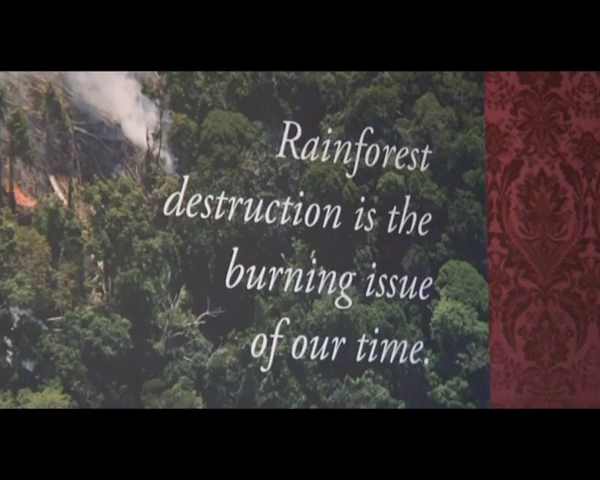 Rainforest
destruction is the
burning issue
of our time.